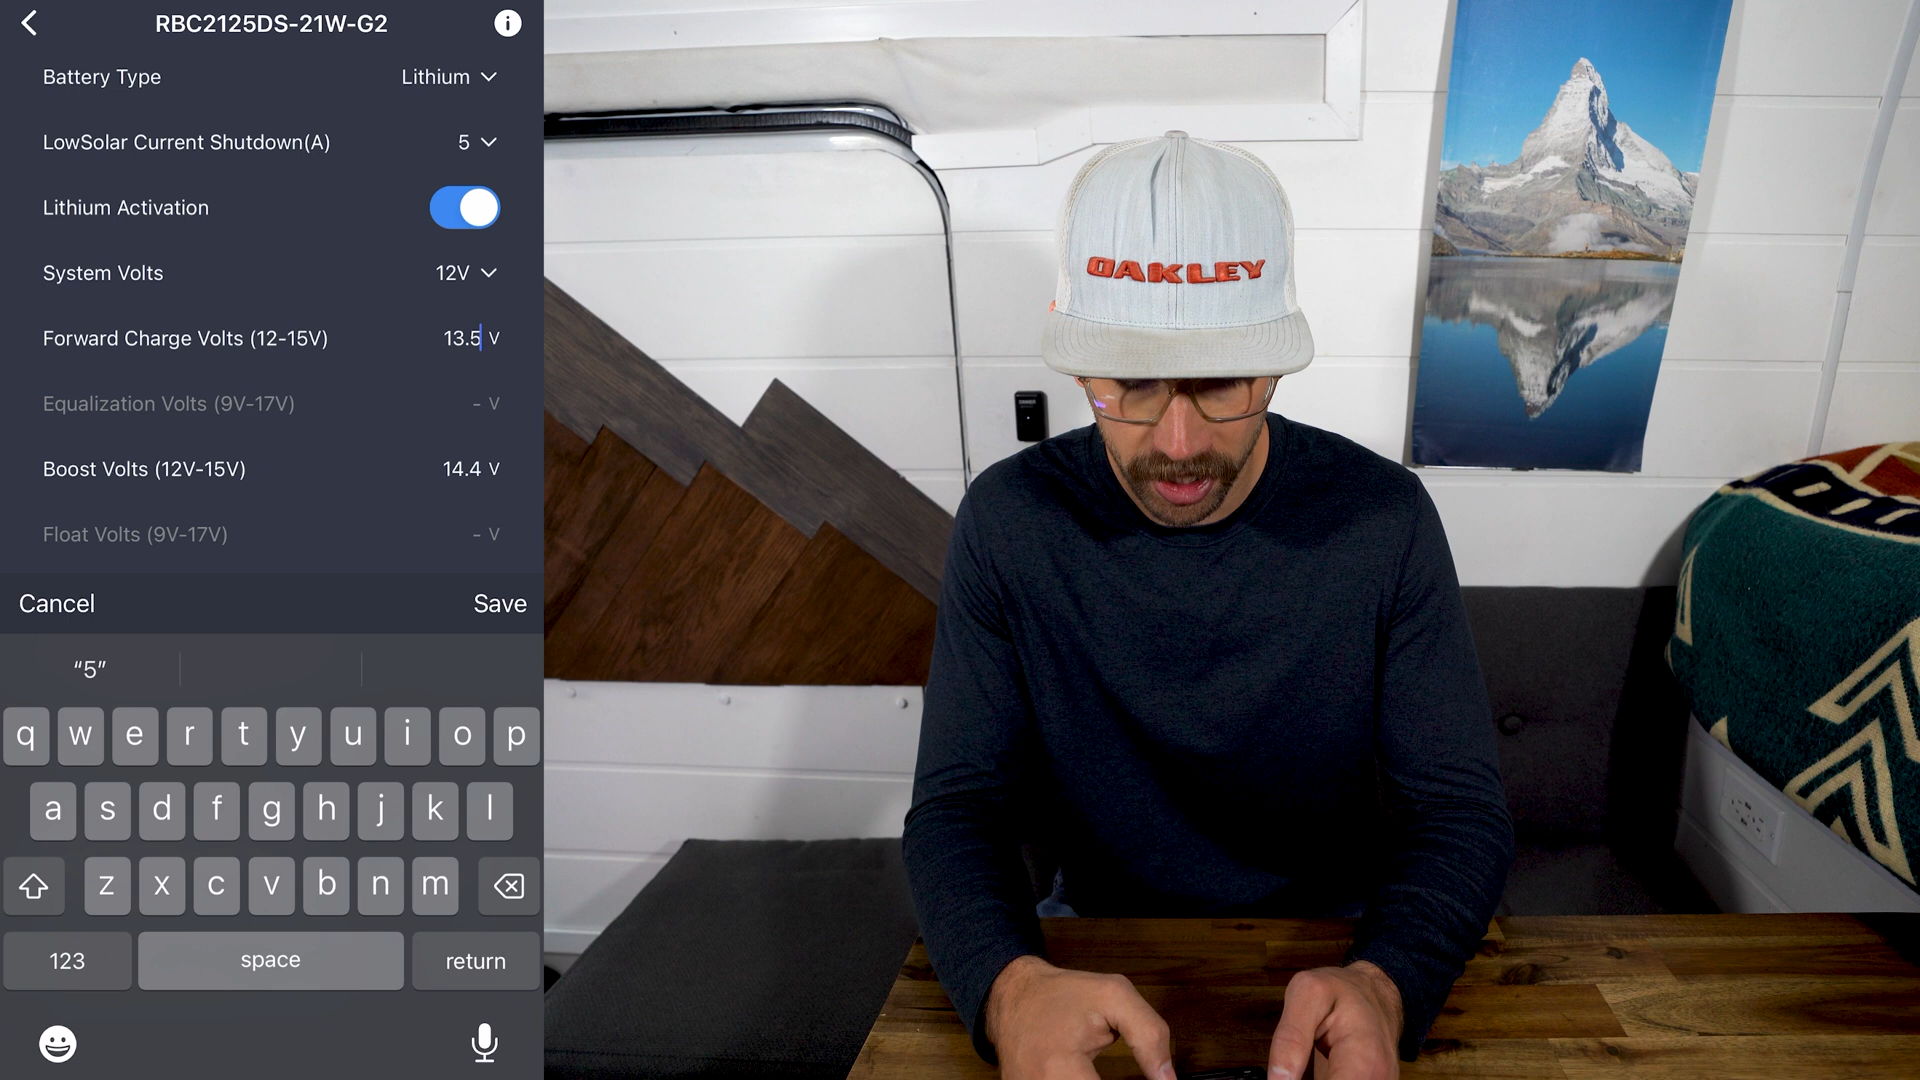 RBC2125DS-21W-G2
Battery Type Lithium
LowSolar Current Shutdown(A) 5
Lithium Activation
System Volts 12V
Forward Charge Volts (12-15V) 13.5 V
Equalization Volts (9V-17V) - V
Boost Volts (12V-15V) 14.4 V
Float Volts (9V-17V) - V
Cancel Save
“5”
q w e r t y u i o p
a s d f g h j k l
z x c v b n m
123 space return
OAKLEY